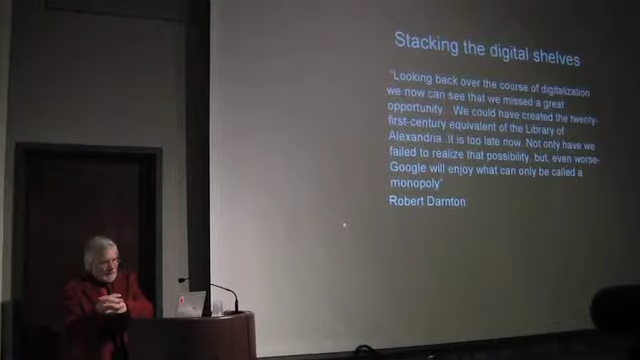 Stacking the digital shelves
"Looking back over the course of digitalization
we now can see that we missed a great
opportunity. We could have created the twenty-
first-century equivalent of the Library of
Alexandria .It is too late now. Not only have we
failed to realize that possibility, but, even worse-
Google will enjoy what can only be called a
monopoly"
Robert Darnton